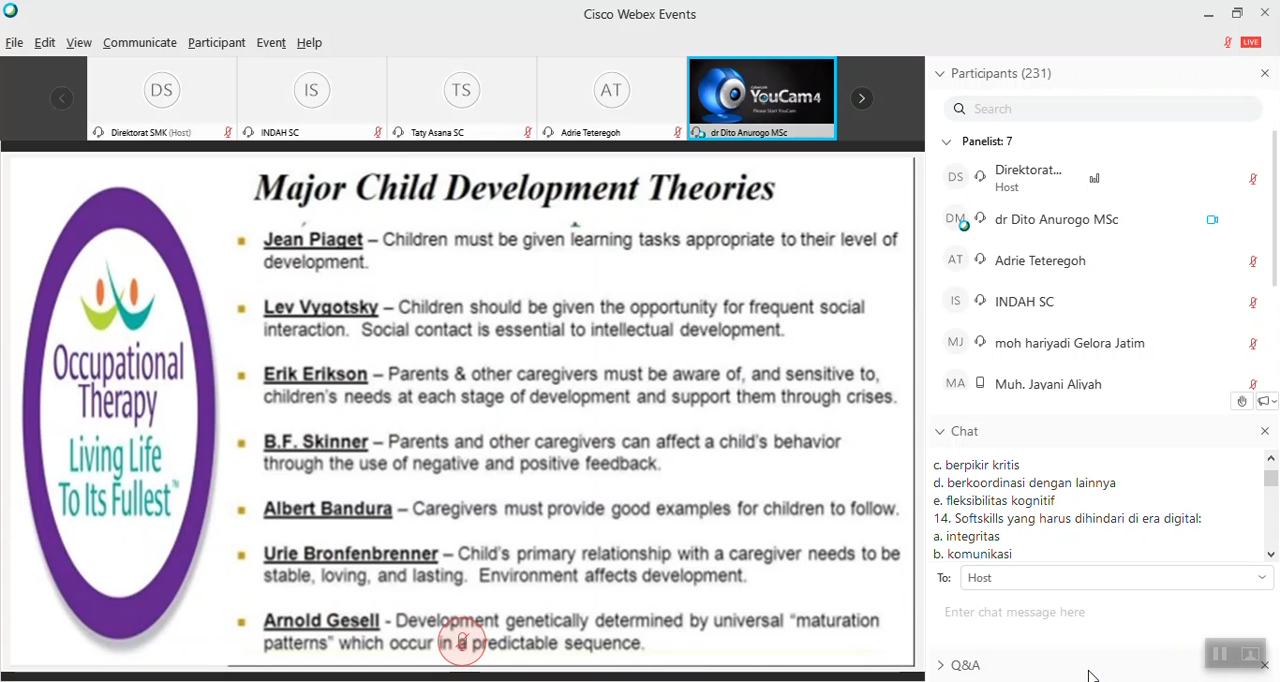 Cisco Webex Events
File Edit View Communicate Participant Event Help
LIVE
DS
IS
TS
AT
YouCam 4
Please Start YouCam
Direktorat SMK (Host)
INDAH SC
Taty Asana SC
Adrie Teteregoh
dr Dito Anurogo MSc
Major Child Development Theories
Jean Piaget – Children must be given learning tasks appropriate to their level of
development.
Lev Vygotsky – Children should be given the opportunity for frequent social
interaction. Social contact is essential to intellectual development.
Erik Erikson – Parents & other caregivers must be aware of, and sensitive to,
children's needs at each stage of development and support them through crises.
B.F. Skinner – Parents and other caregivers can affect a child's behavior
through the use of negative and positive feedback.
Albert Bandura – Caregivers must provide good examples for children to follow.
Urie Bronfenbrenner – Child's primary relationship with a caregiver needs to be
stable, loving, and lasting. Environment affects development.
Arnold Gesell - Development genetically determined by universal "maturation
patterns" which occur in a predictable sequence.
Occupational
Therapy
Living Life
To Its Fullest™
Participants (231)
Search
Panelist: 7
DS Direktorat...
Host
DM dr Dito Anurogo MSc
AT Adrie Teteregoh
IS INDAH SC
MJ moh hariyadi Gelora Jatim
MA Muh. Jayani Aliyah
Chat
c. berpikir kritis
d. berkoordinasi dengan lainnya
e. fleksibilitas kognitif
14. Softskills yang harus dihindari di era digital:
a. integritas
b. komunikasi
To: Host
Enter chat message here
Q&A